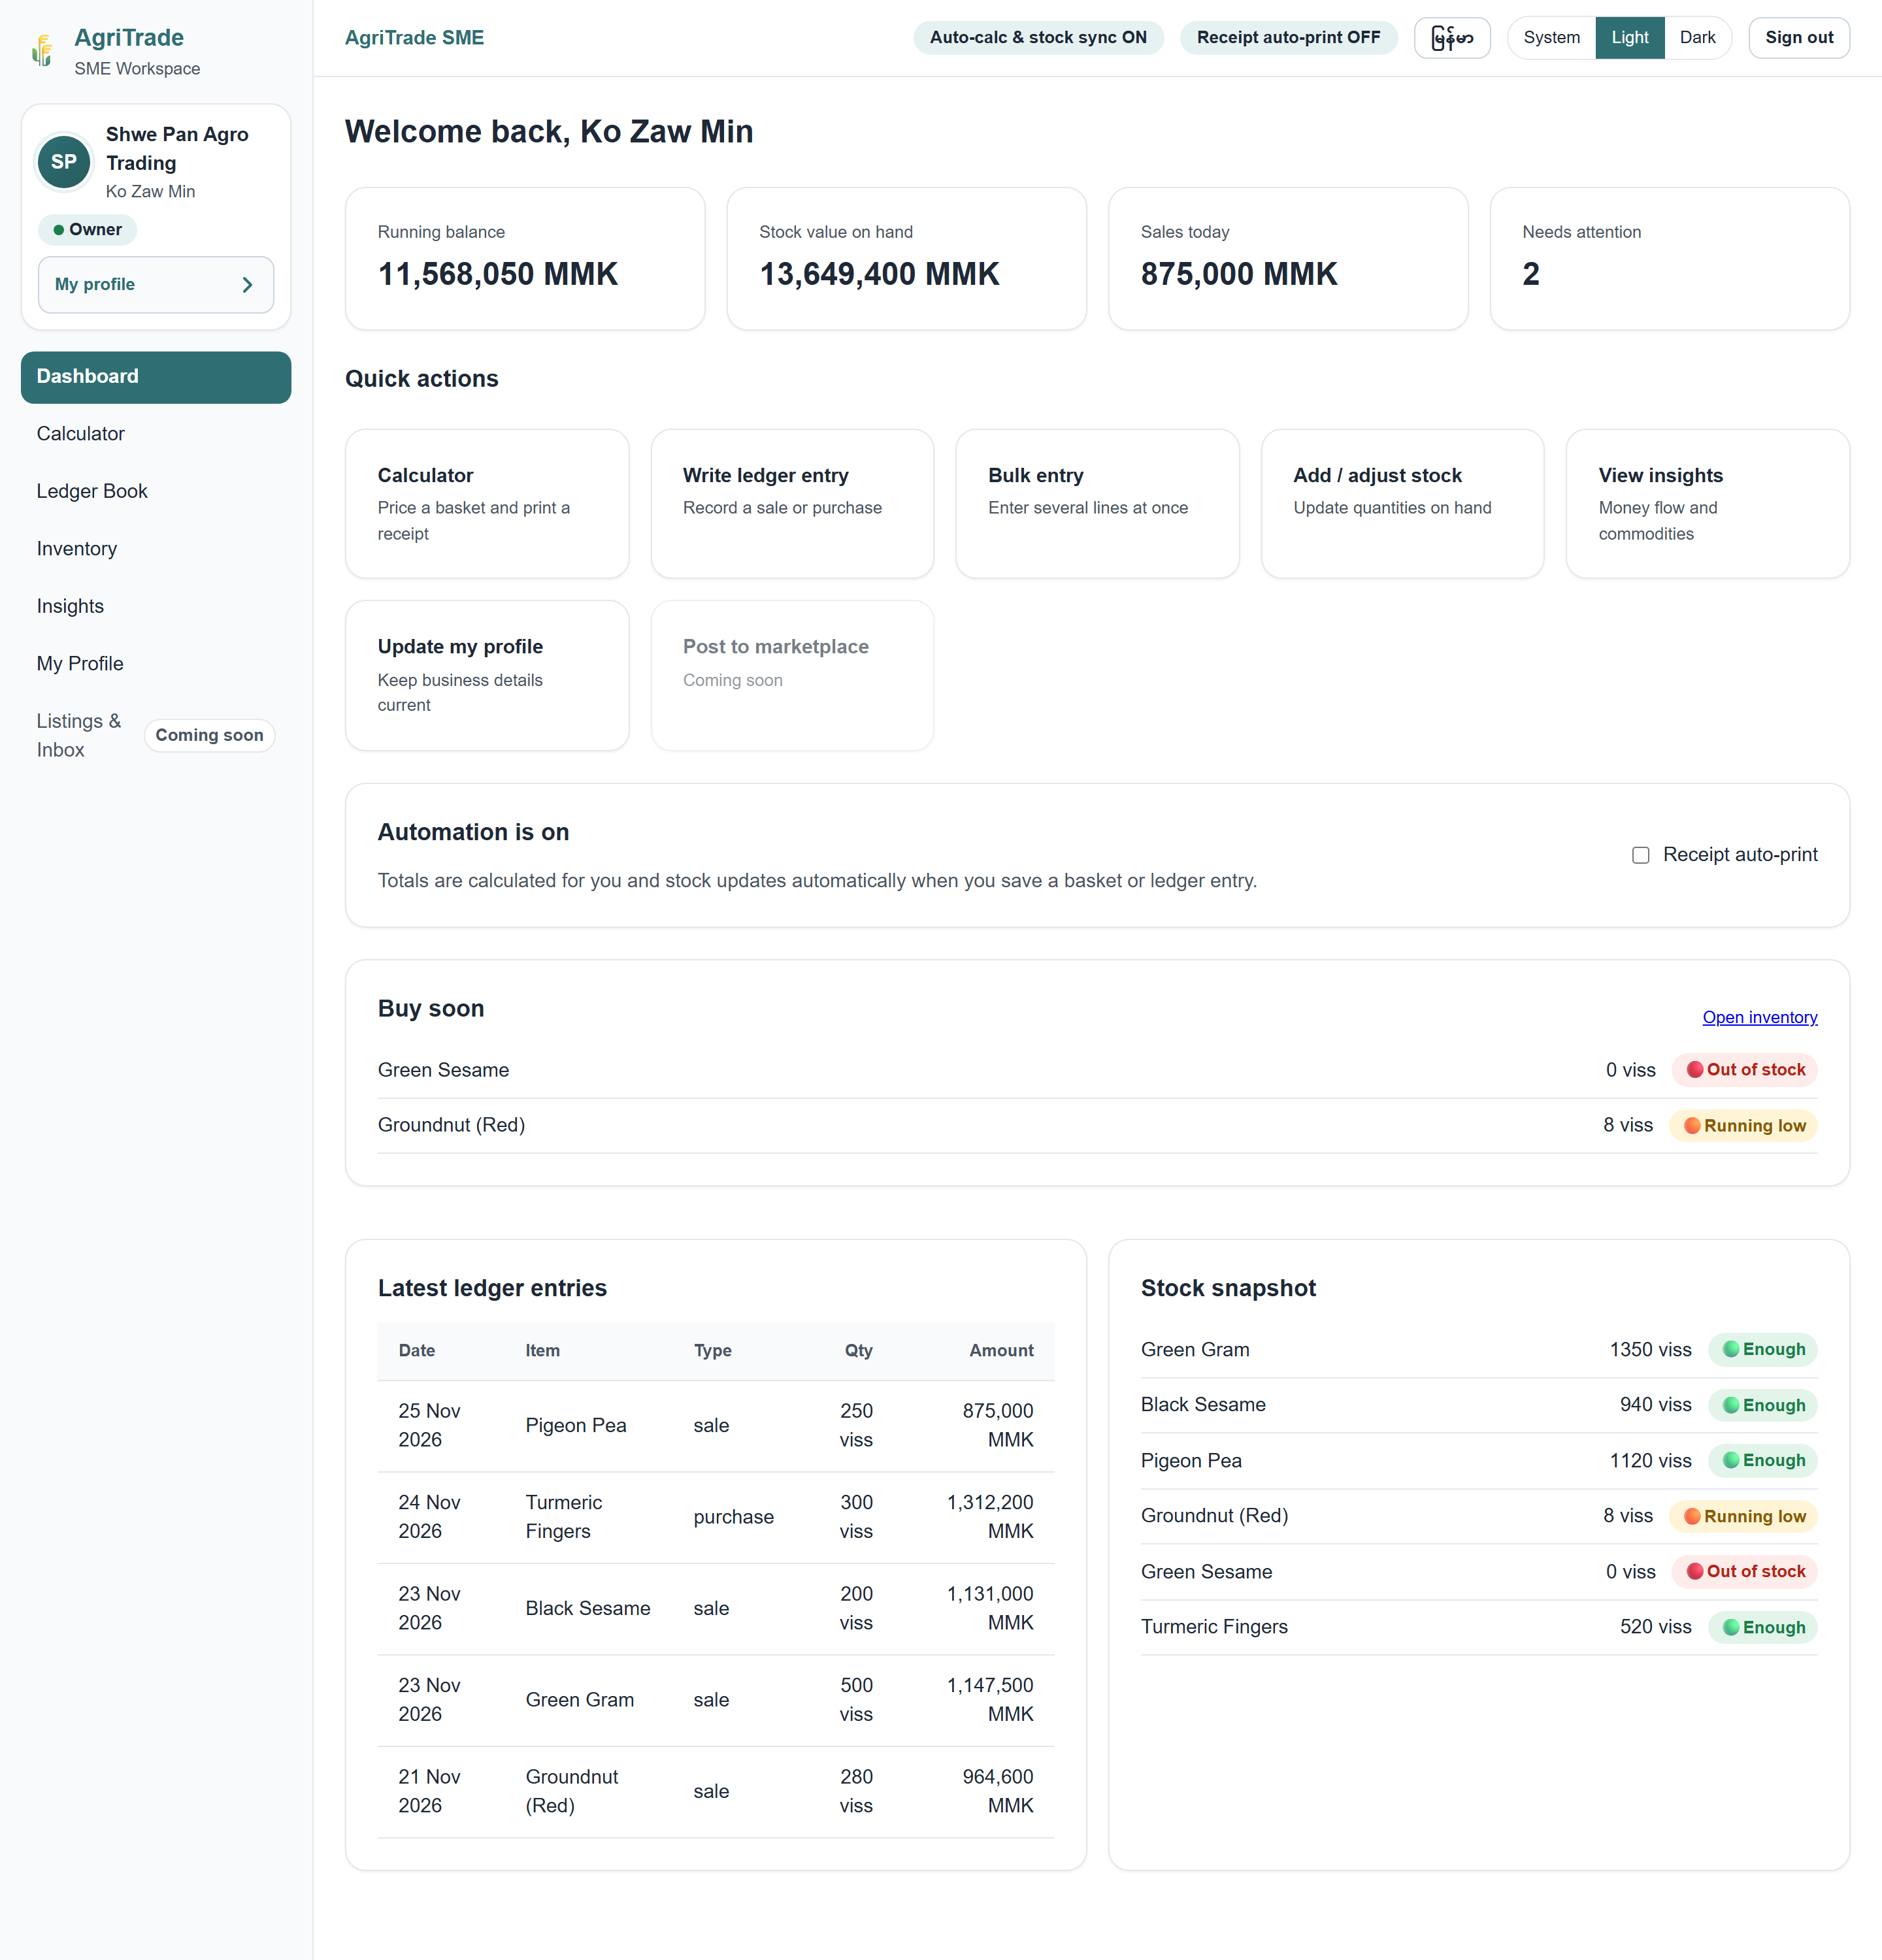 AgriTrade
SME Workspace
Shwe Pan Agro
Trading
SP
Ko Zaw Min
Owner
My profile
Dashboard
Calculator
Ledger Book
Inventory
Insights
My Profile
Listings &
Inbox
Coming soon
AgriTrade SME
Auto-calc & stock sync ON
Receipt auto-print OFF
မြန်မာ
System
Light
Dark
Sign out
Welcome back, Ko Zaw Min
Running balance
11,568,050 MMK
Stock value on hand
13,649,400 MMK
Sales today
875,000 MMK
Needs attention
2
Quick actions
Calculator
Price a basket and print a
receipt
Write ledger entry
Record a sale or purchase
Bulk entry
Enter several lines at once
Add / adjust stock
Update quantities on hand
View insights
Money flow and
commodities
Update my profile
Keep business details
current
Post to marketplace
Coming soon
Automation is on
Totals are calculated for you and stock updates automatically when you save a basket or ledger entry.
Receipt auto-print
Buy soon
Open inventory
Green Sesame 0 viss Out of stock
Groundnut (Red) 8 viss Running low
Latest ledger entries
Date Item Type Qty Amount
25 Nov
2026
Pigeon Pea
sale
250
viss
875,000
MMK
24 Nov
2026
Turmeric
Fingers
purchase
300
viss
1,312,200
MMK
23 Nov
2026
Black Sesame
sale
200
viss
1,131,000
MMK
23 Nov
2026
Green Gram
sale
500
viss
1,147,500
MMK
21 Nov
2026
Groundnut
(Red)
sale
280
viss
964,600
MMK
Stock snapshot
Green Gram 1350 viss Enough
Black Sesame 940 viss Enough
Pigeon Pea 1120 viss Enough
Groundnut (Red) 8 viss Running low
Green Sesame 0 viss Out of stock
Turmeric Fingers 520 viss Enough